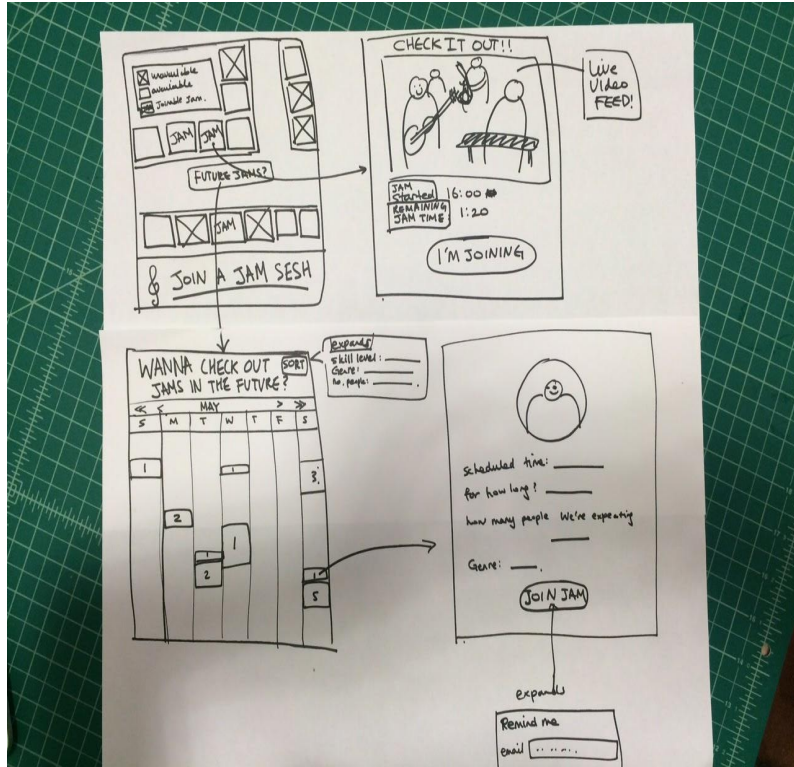 unavailable
available
Joinable Jam.
JAM
JAM
FUTURE JAMS?
JAM
JOIN A JAM SESH
CHECK IT OUT!!
Live
Video
FEED!
JAM
Started
16:00
REMAINING
JAM TIME
1:20
I'M JOINING
WANNA CHECK OUT
JAMS IN THE FUTURE?
SORT
expands
Skill level:
Genre:
no. people:
<< < MAY > >>
S M T W T F S
1
1
3
2
1
1
2
1
5
scheduled time:
for how long?
how many people We're expecting
Genre:
JOIN JAM
expands
Remind me
email